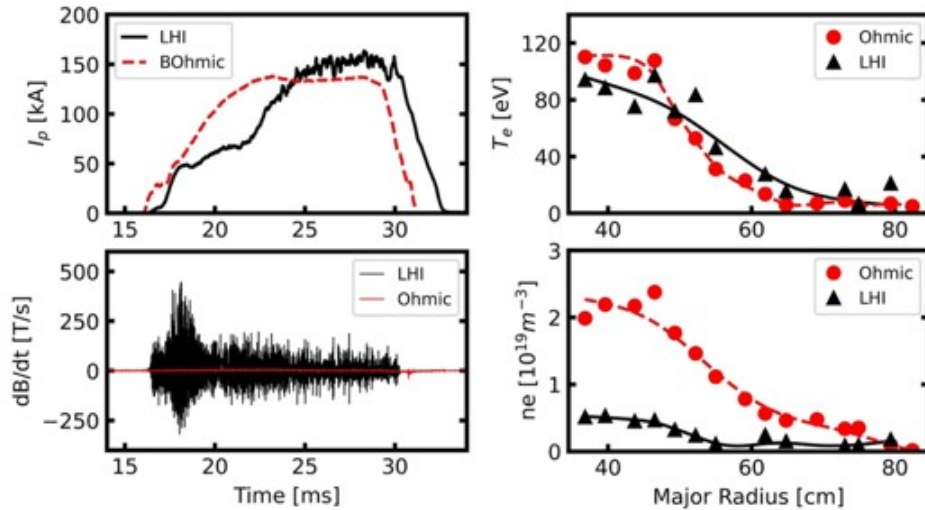 200
150
100
50
0
I_p [kA]
LHI
BOhmic
15
20
25
30
120
80
40
0
T_e [eV]
Ohmic
LHI
40
60
80
500
250
0
−250
dB/dt [T/s]
LHI
Ohmic
15
20
25
30
Time [ms]
3
2
1
0
ne [10^{19}m^{−3}]
Ohmic
LHI
40
60
80
Major Radius [cm]